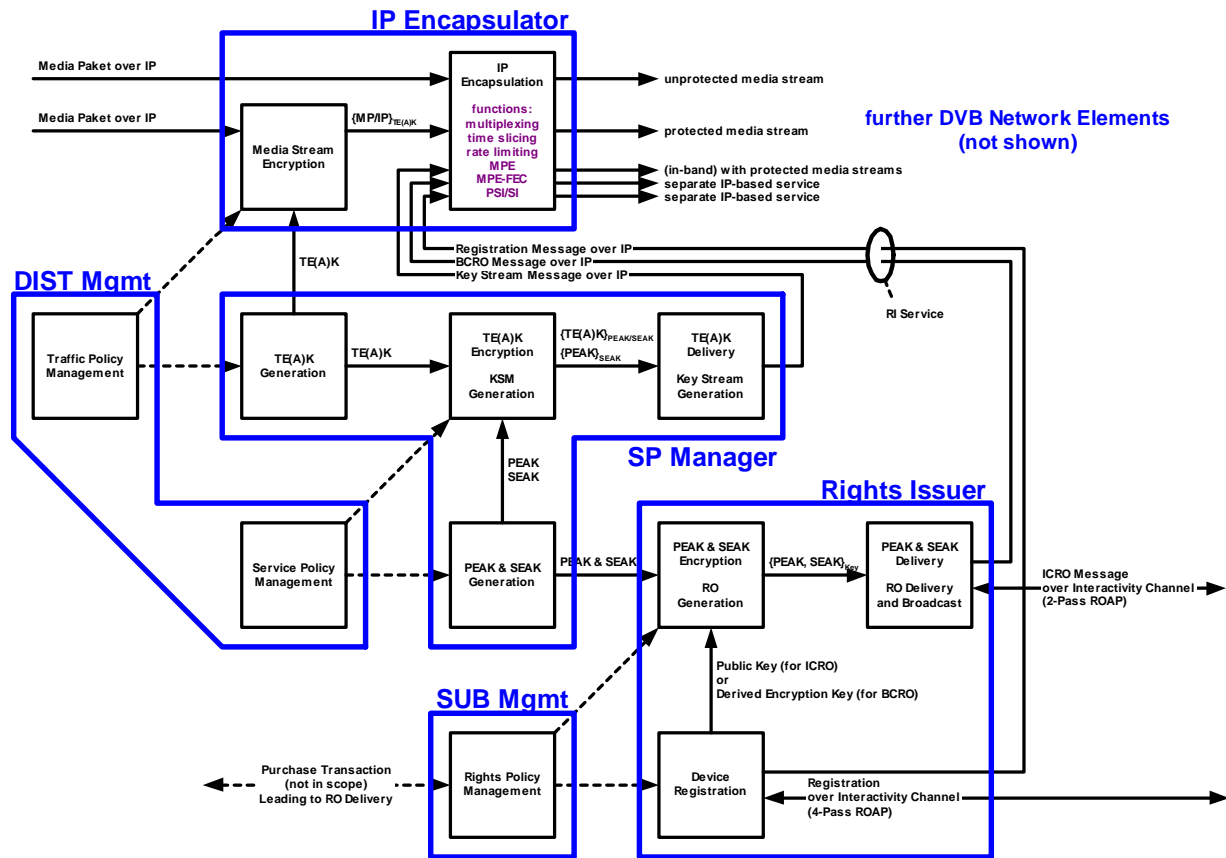 IP Encapsulator
Media Paket over IP
IP
Encapsulation
functions:
multiplexing
time slicing
rate limiting
MPE
MPE-FEC
PSI/SI
unprotected media stream
Media Paket over IP
Media Stream
Encryption
{MP/IP}TE(A)K
protected media stream
(in-band) with protected media streams
separate IP-based service
separate IP-based service
further DVB Network Elements
(not shown)
Registration Message over IP
BCRO Message over IP
Key Stream Message over IP
RI Service
TE(A)K
DIST Mgmt
Traffic Policy
Management
TE(A)K
Generation
TE(A)K
TE(A)K
Encryption
KSM
Generation
{TE(A)K}PEAK/SEAK
{PEAK}SEAK
TE(A)K
Delivery
Key Stream
Generation
SP Manager
PEAK
SEAK
Rights Issuer
Service Policy
Management
PEAK & SEAK
Generation
PEAK & SEAK
PEAK & SEAK
Encryption
RO
Generation
{PEAK, SEAK}Key
PEAK & SEAK
Delivery
RO Delivery
and Broadcast
ICRO Message
over Interactivity Channel
(2-Pass ROAP)
Public Key (for ICRO)
or
Derived Encryption Key (for BCRO)
SUB Mgmt
Purchase Transaction
(not in scope)
Leading to RO Delivery
Rights Policy
Management
Device
Registration
Registration
over Interactivity Channel
(4-Pass ROAP)